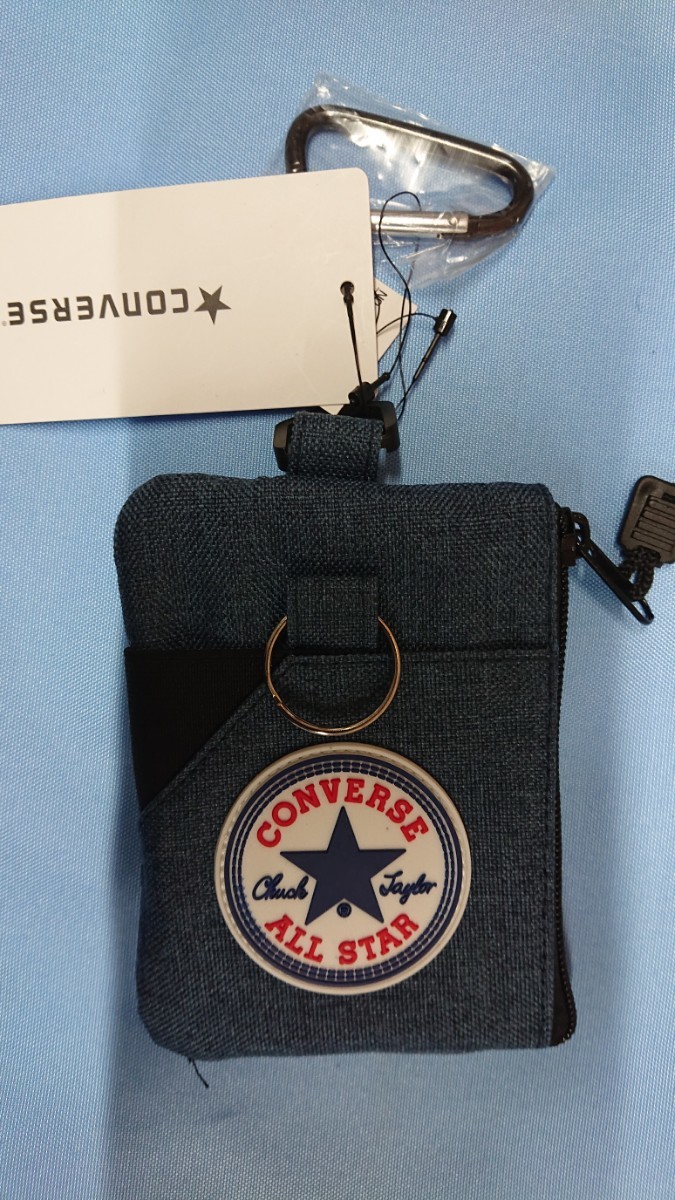 ★CONVERSE®
CONVERSE
Chuck Taylor
®
ALL STAR